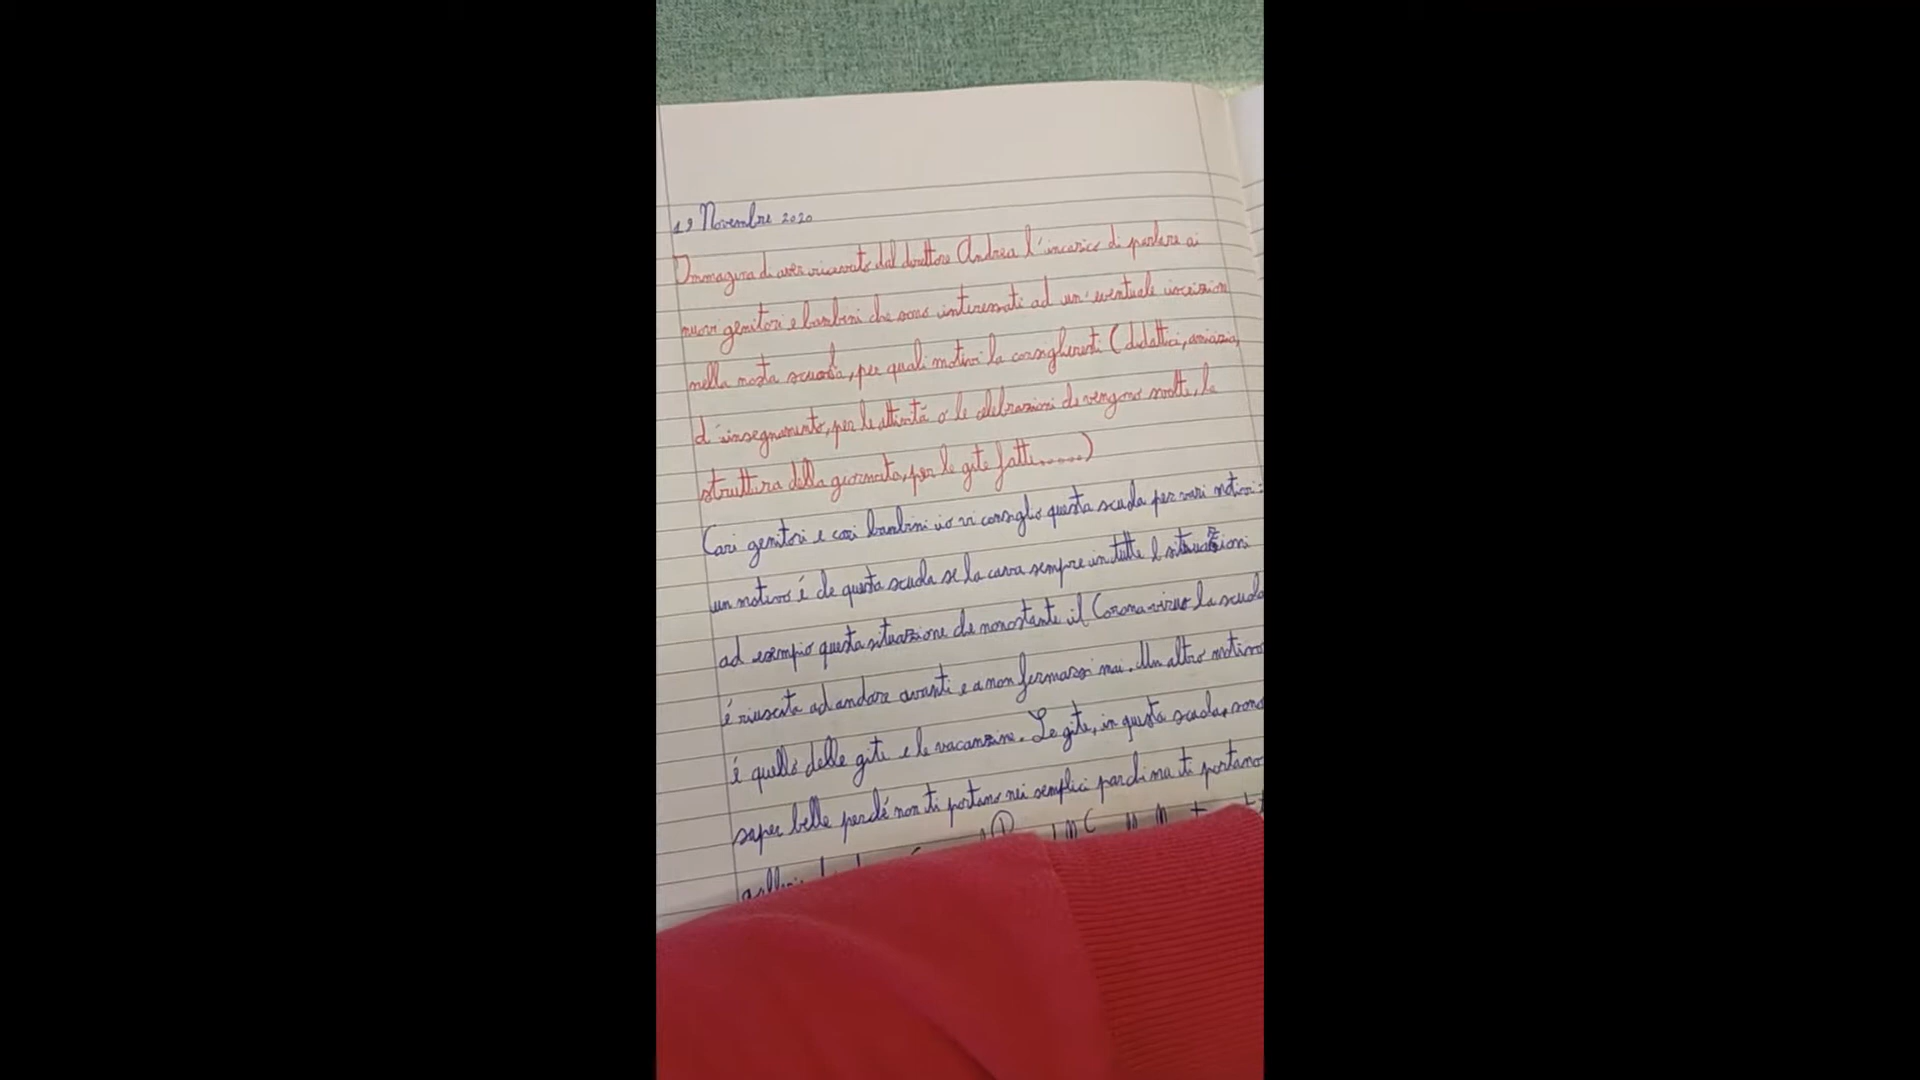 19 Novembre 2020
Immagina di aver ricevuto dal direttore Andrea l'incarico di parlare ai
nuovi genitori e bambini che sono interessati ad un'eventuale iscrizion
nella nosta scuola, per quali motivi la consiglieresti (didattici, amicizia,
d'insegnamento, per le attività o le celebrazioni che vengono svolte, la
struttura della giornata, per le gite fatte......)
Cari genitori e cari bambini io vi consiglio questa scuola per vari motivi:
un motivo é che questa scuola se la cava sempre in tutte l situazioni
ad esempio questa situazione che nonostante il Coronavirus la scuola
é riuscita ad andare avanti e a non fermarsi mai. Un altro motivo
é quello delle gite e le vacanzine. Le gite, in questa scuola, sono
super belle perché non ti portano nei semplici parchi ma ti portano